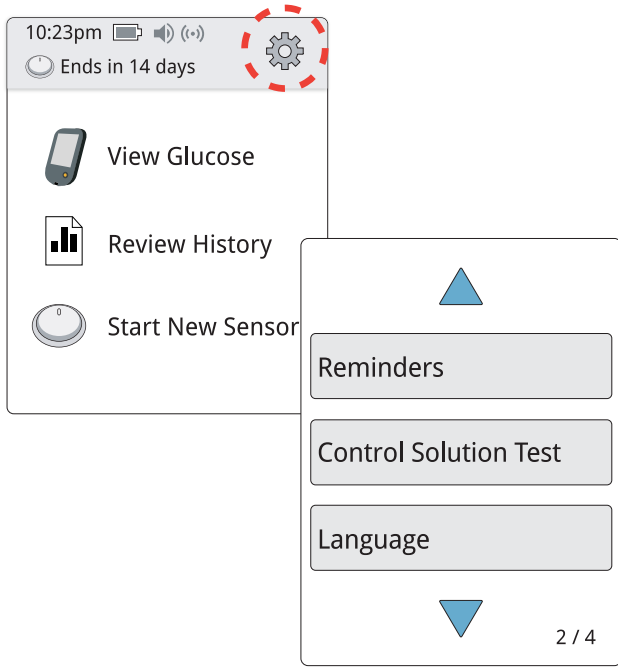 10:23pm
Ends in 14 days
View Glucose
Review History
Start New Sensor
Reminders
Control Solution Test
Language
2 / 4